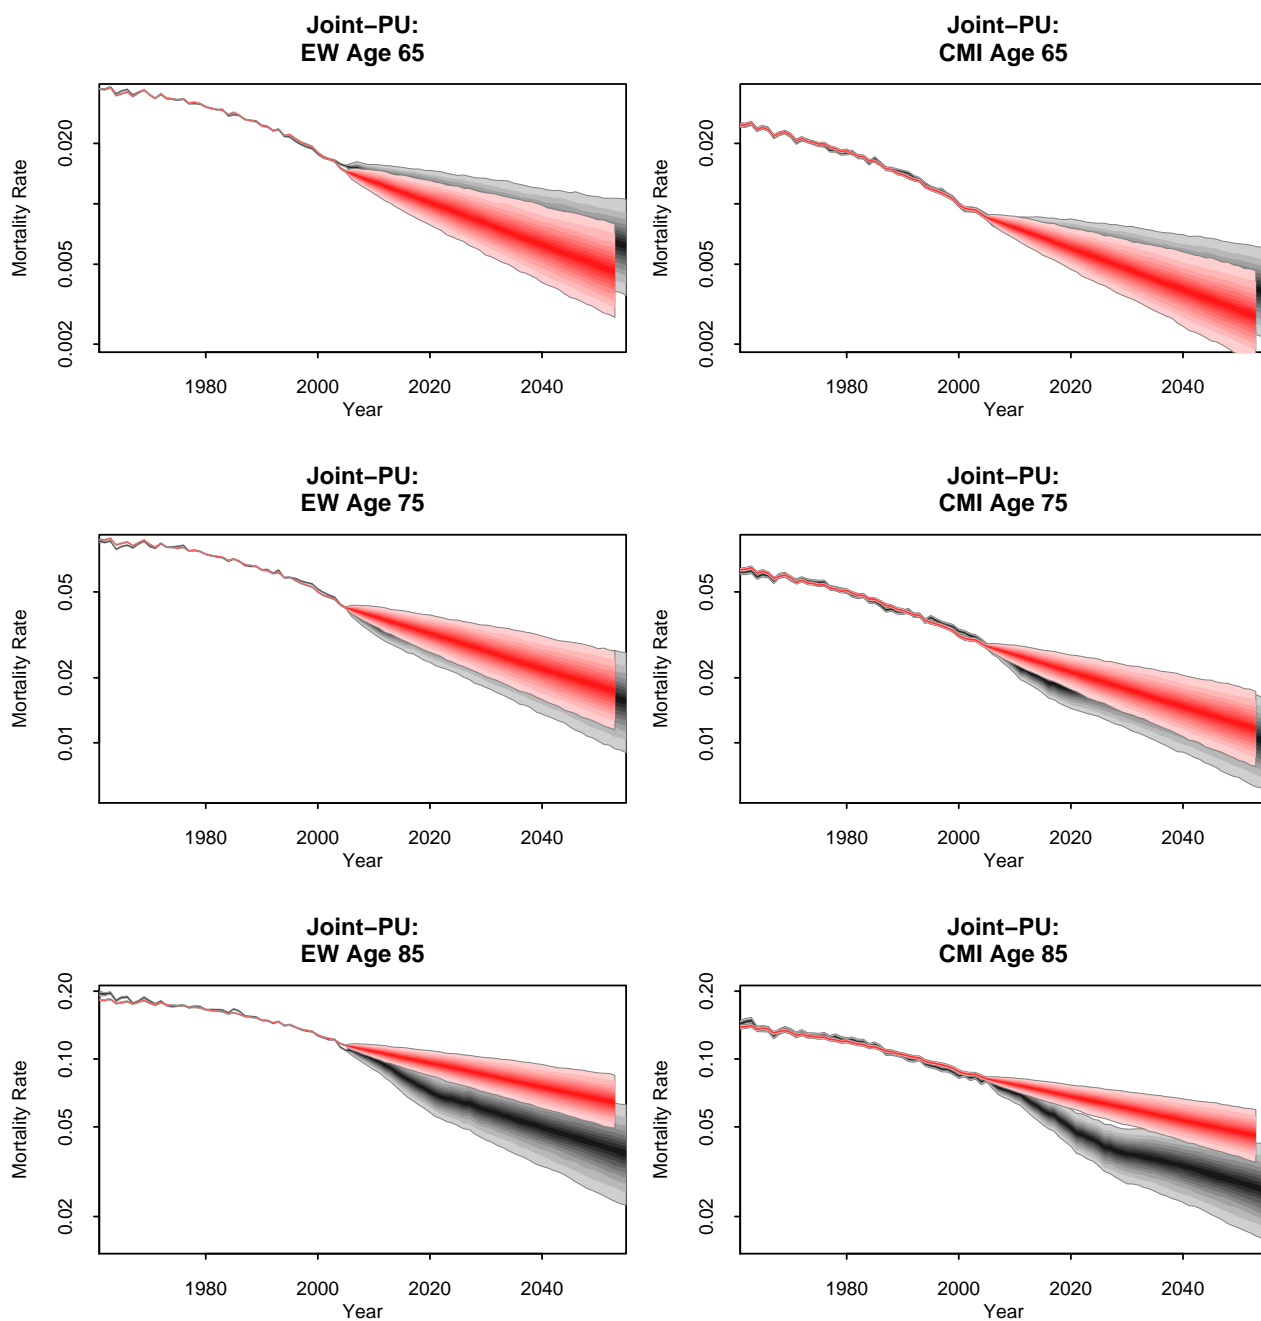 Joint−PU:
EW Age 65
Mortality Rate
0.020
0.005
0.002
1980 2000 2020 2040
Year
Joint−PU:
CMI Age 65
Mortality Rate
0.020
0.005
0.002
1980 2000 2020 2040
Year
Joint−PU:
EW Age 75
Mortality Rate
0.05
0.02
0.01
1980 2000 2020 2040
Year
Joint−PU:
CMI Age 75
Mortality Rate
0.05
0.02
0.01
1980 2000 2020 2040
Year
Joint−PU:
EW Age 85
Mortality Rate
0.20
0.10
0.05
0.02
1980 2000 2020 2040
Year
Joint−PU:
CMI Age 85
Mortality Rate
0.20
0.10
0.05
0.02
1980 2000 2020 2040
Year